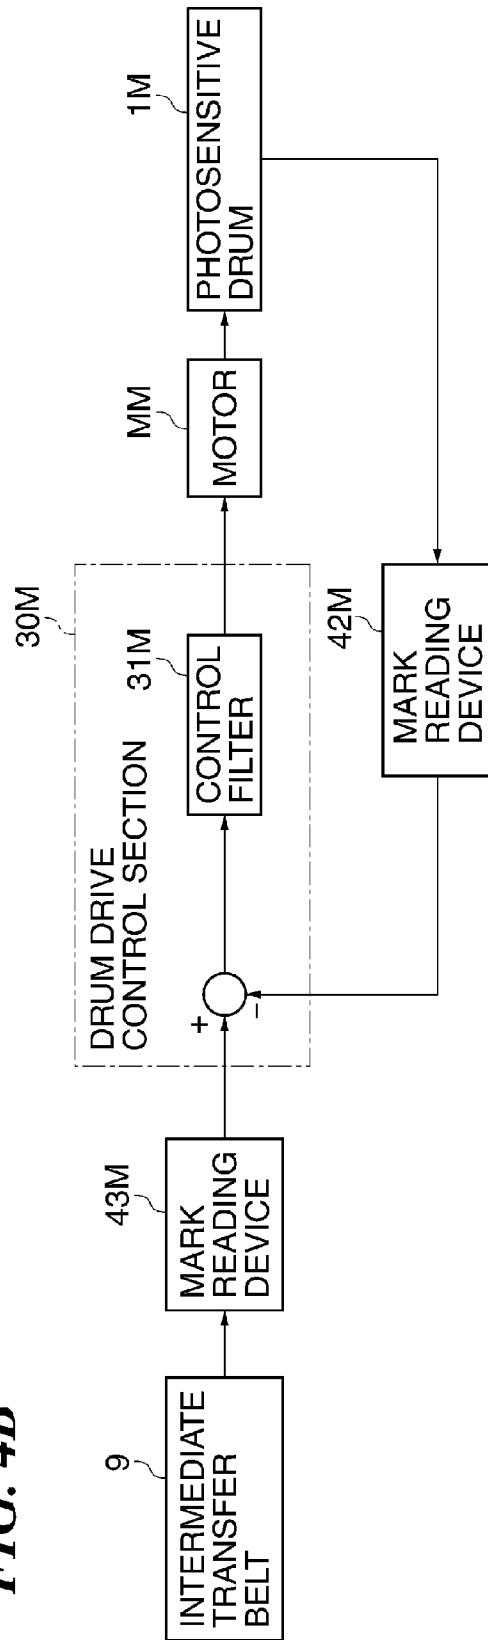 FIG. 4B
9
INTERMEDIATE
TRANSFER
BELT
43M
MARK
READING
DEVICE
30M
DRUM DRIVE
CONTROL SECTION
+
−
31M
CONTROL
FILTER
MM
MOTOR
1M
PHOTOSENSITIVE
DRUM
42M
MARK
READING
DEVICE